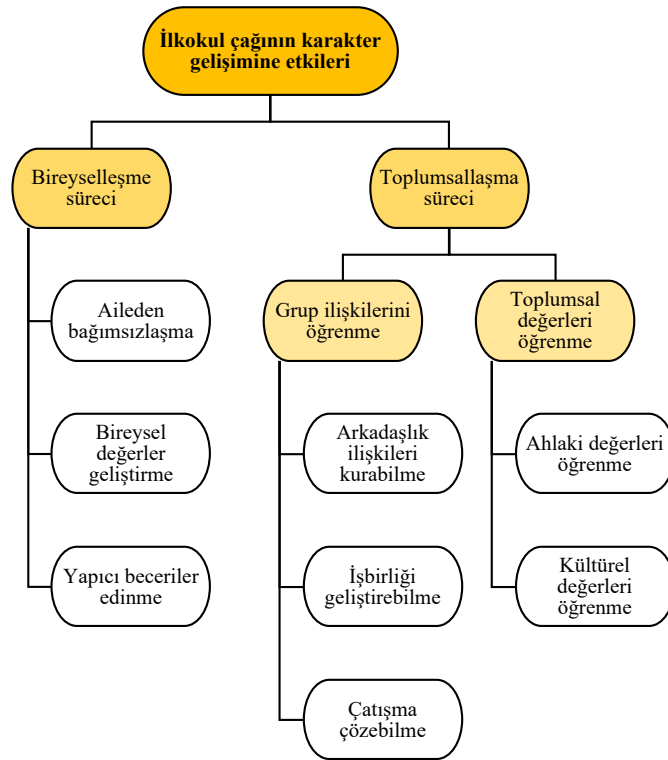 İlkokul çağının karakter
gelişimine etkileri
Bireyselleşme
süreci
Toplumsallaşma
süreci
Aileden
bağımsızlaşma
Grup ilişkilerini
öğrenme
Toplumsal
değerleri
öğrenme
Bireysel
değerler
geliştirme
Arkadaşlık
ilişkileri
kurabilme
Ahlaki değerleri
öğrenme
Yapıcı beceriler
edinme
İşbirliği
geliştirebilme
Kültürel
değerleri
öğrenme
Çatışma
çözebilme